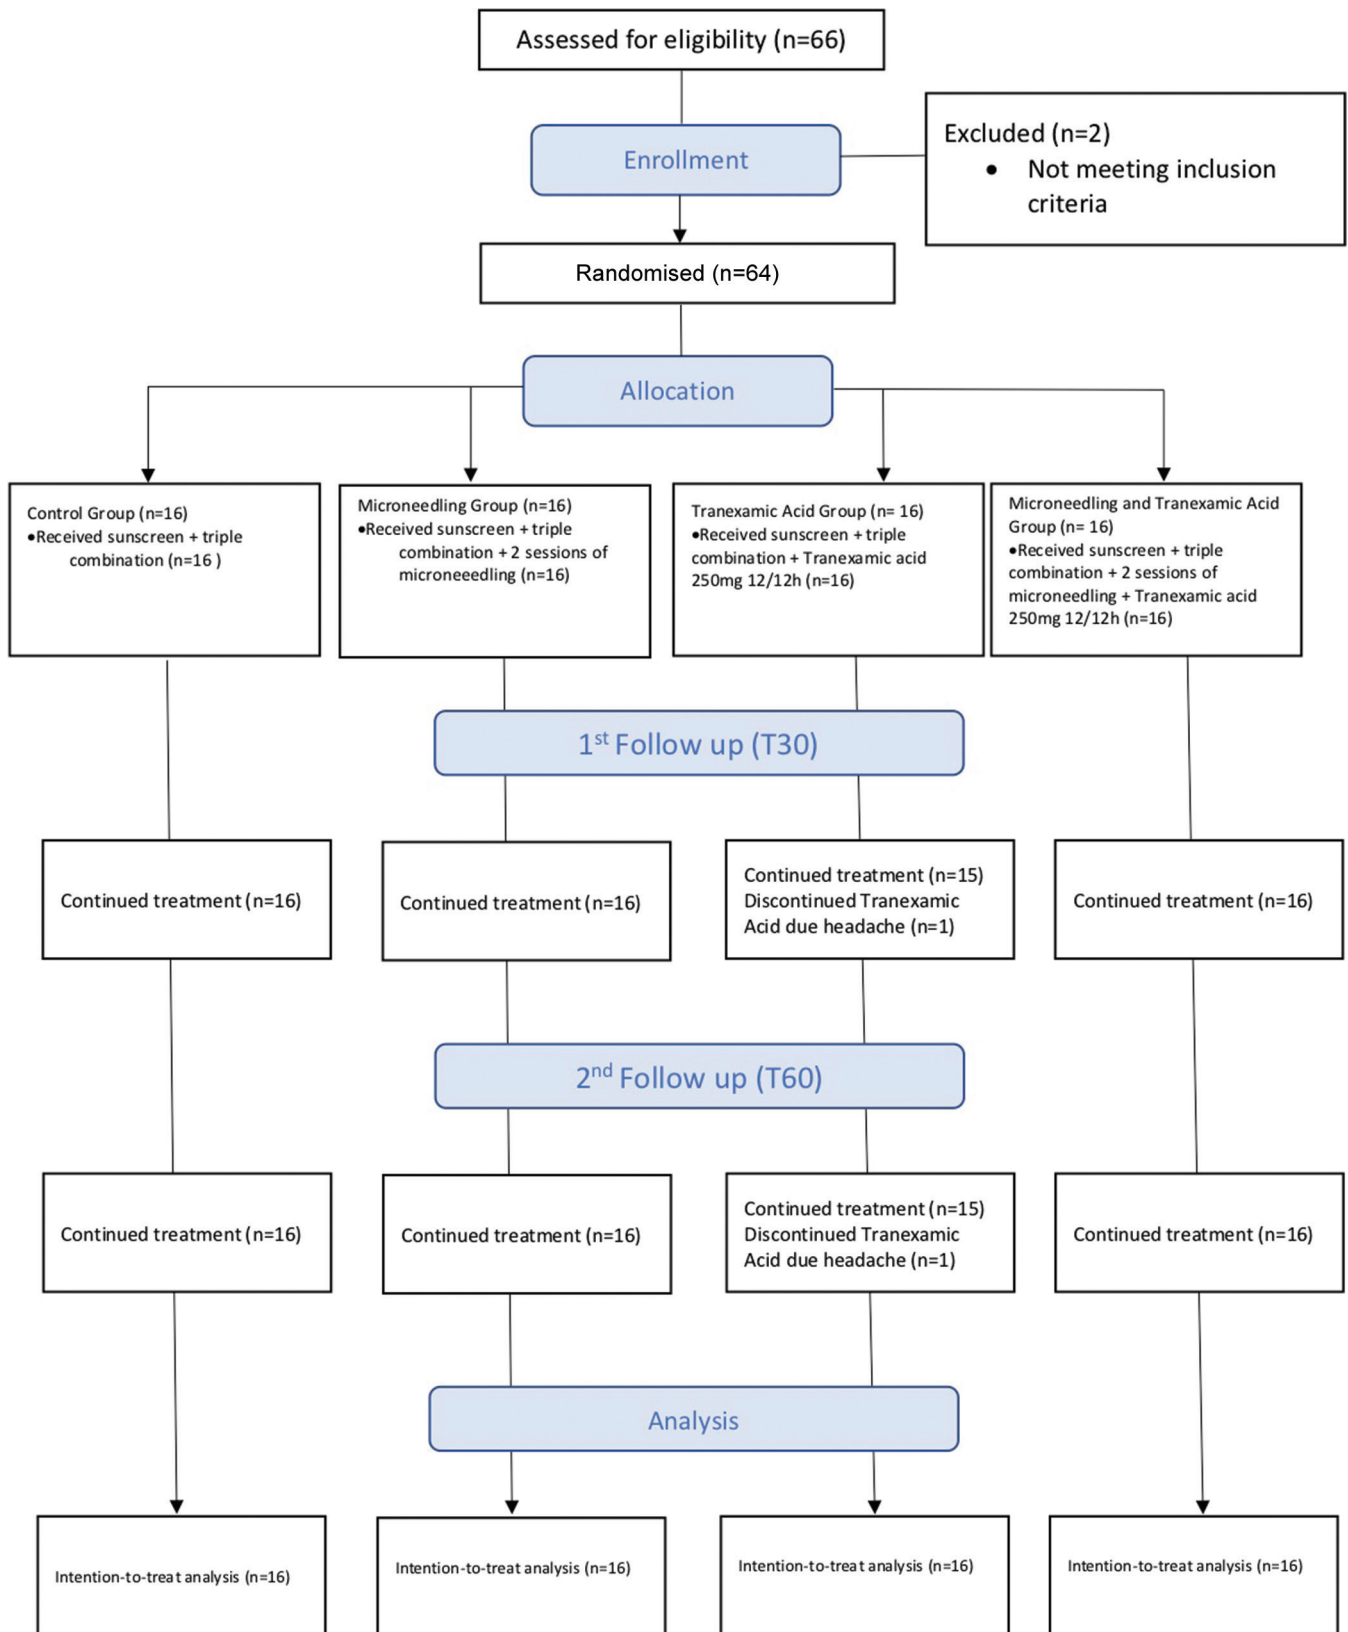 Assessed for eligibility (n=66)
Enrollment
Excluded (n=2)
• Not meeting inclusion
criteria
Randomised (n=64)
Allocation
Control Group (n=16)
•Received sunscreen + triple
combination (n=16 )
Microneedling Group (n=16)
•Received sunscreen + triple
combination + 2 sessions of
microneeedling (n=16)
Tranexamic Acid Group (n= 16)
•Received sunscreen + triple
combination + Tranexamic acid
250mg 12/12h (n=16)
Microneedling and Tranexamic Acid
Group (n= 16)
•Received sunscreen + triple
combination + 2 sessions of
microneedling + Tranexamic acid
250mg 12/12h (n=16)
1st Follow up (T30)
Continued treatment (n=16)
Continued treatment (n=16)
Continued treatment (n=15)
Discontinued Tranexamic
Acid due headache (n=1)
Continued treatment (n=16)
2nd Follow up (T60)
Continued treatment (n=16)
Continued treatment (n=16)
Continued treatment (n=15)
Discontinued Tranexamic
Acid due headache (n=1)
Continued treatment (n=16)
Analysis
Intention-to-treat analysis (n=16)
Intention-to-treat analysis (n=16)
Intention-to-treat analysis (n=16)
Intention-to-treat analysis (n=16)